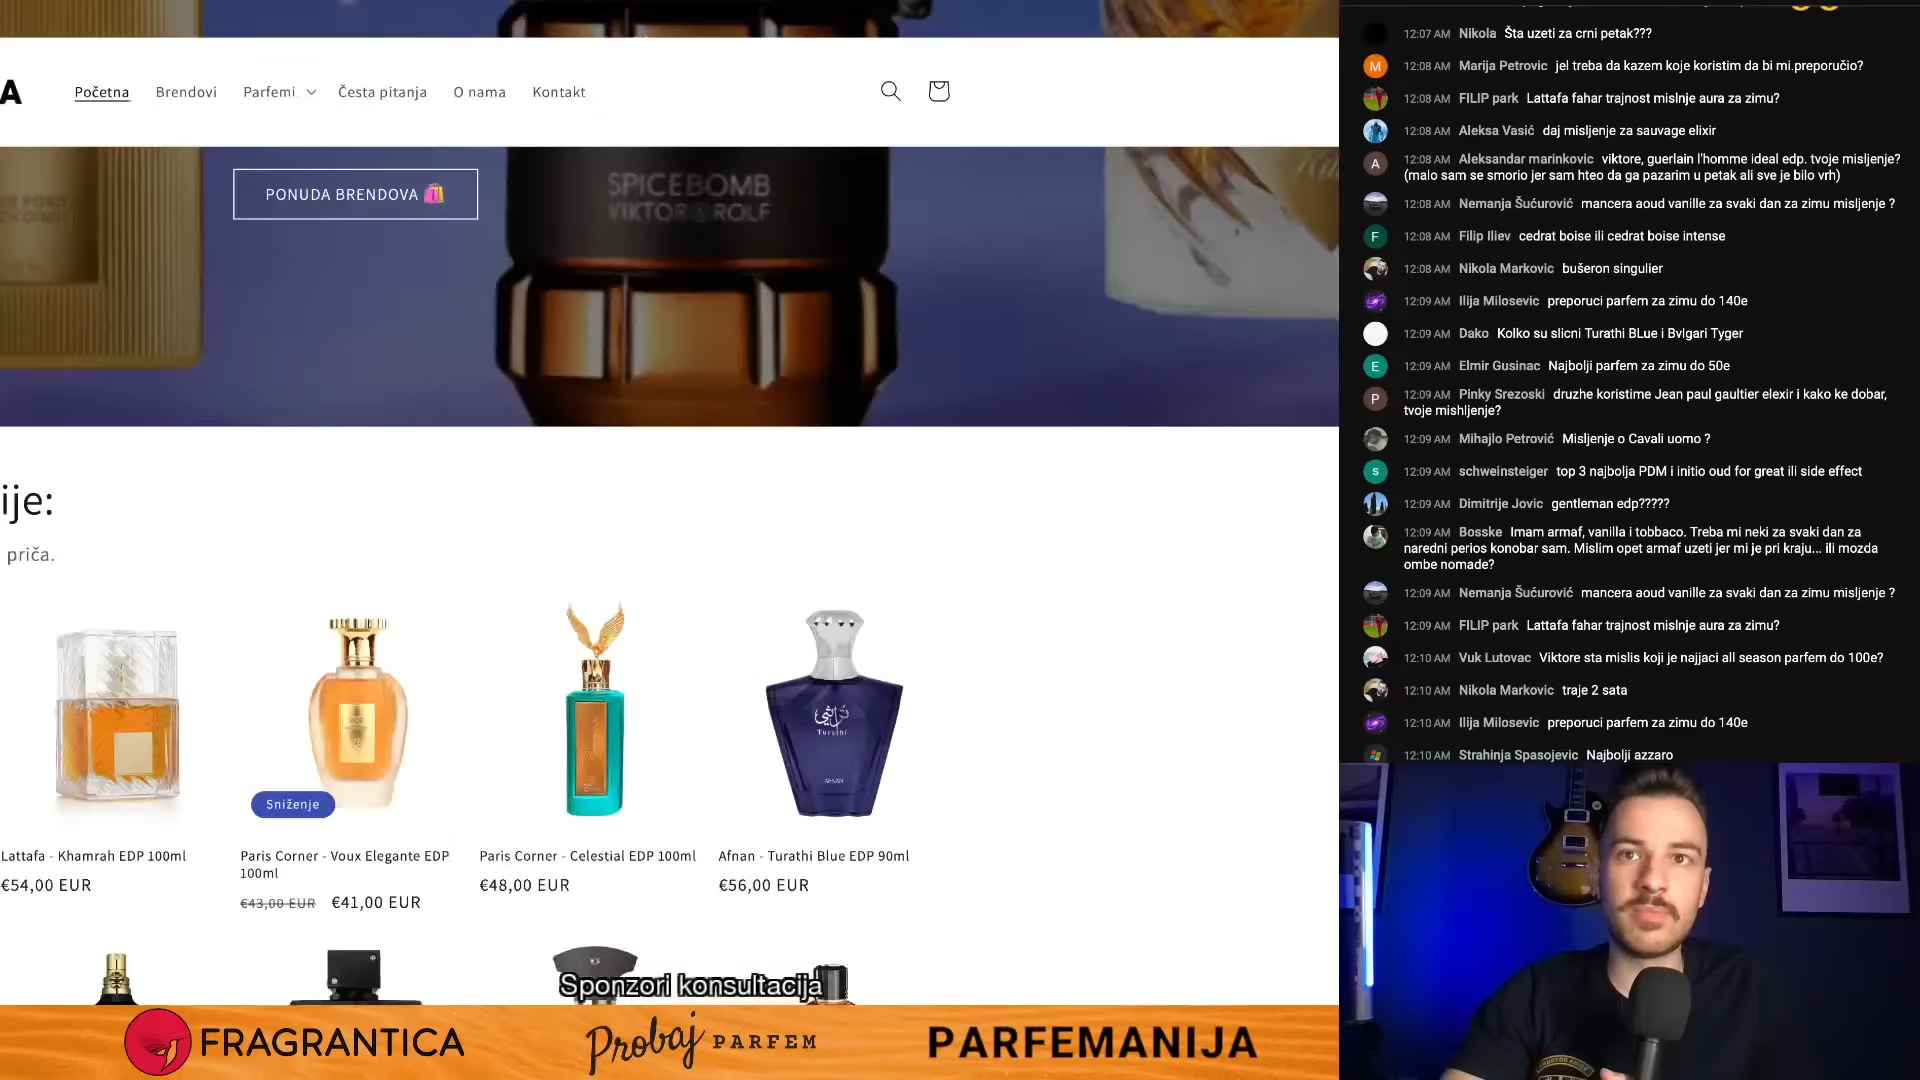 A
Početna
Brendovi
Parfemi
Česta pitanja
O nama
Kontakt
PONUDA BRENDOVA 🛍️
SPICEBOMB
VIKTOR&ROLF
ije:
priča.
Turathi
AFNAN
Sniženje
Lattafa - Khamrah EDP 100ml
€54,00 EUR
Paris Corner - Voux Elegante EDP
100ml
€43,00 EUR €41,00 EUR
Paris Corner - Celestial EDP 100ml
€48,00 EUR
Afnan - Turathi Blue EDP 90ml
€56,00 EUR
Sponzori konsultacija
FRAGRANTICA
Probaj PARFEM
PARFEMANIJA
12:07 AM Nikola Šta uzeti za crni petak???
M
12:08 AM Marija Petrovic jel treba da kazem koje koristim da bi mi.preporučio?
12:08 AM FILIP park Lattafa fahar trajnost mislnje aura za zimu?
12:08 AM Aleksa Vasić daj misljenje za sauvage elixir
A
12:08 AM Aleksandar marinkovic viktore, guerlain l'homme ideal edp. tvoje misljenje?
(malo sam se smorio jer sam hteo da ga pazarim u petak ali sve je bilo vrh)
12:08 AM Nemanja Šućurović mancera aoud vanille za svaki dan za zimu misljenje ?
F
12:08 AM Filip Iliev cedrat boise ili cedrat boise intense
12:08 AM Nikola Markovic bušeron singulier
12:09 AM Ilija Milosevic preporuci parfem za zimu do 140e
12:09 AM Dako Kolko su slicni Turathi BLue i Bvlgari Tyger
E
12:09 AM Elmir Gusinac Najbolji parfem za zimu do 50e
P
12:09 AM Pinky Srezoski druzhe koristime Jean paul gaultier elexir i kako ke dobar,
tvoje mishljenje?
12:09 AM Mihajlo Petrović Misljenje o Cavali uomo ?
s
12:09 AM schweinsteiger top 3 najbolja PDM i initio oud for great ili side effect
12:09 AM Dimitrije Jovic gentleman edp?????
12:09 AM Bosske Imam armaf, vanilla i tobbaco. Treba mi neki za svaki dan za
naredni perios konobar sam. Mislim opet armaf uzeti jer mi je pri kraju... ili mozda
ombe nomade?
12:09 AM Nemanja Šućurović mancera aoud vanille za svaki dan za zimu misljenje ?
12:09 AM FILIP park Lattafa fahar trajnost mislnje aura za zimu?
12:10 AM Vuk Lutovac Viktore sta mislis koji je najjaci all season parfem do 100e?
12:10 AM Nikola Markovic traje 2 sata
12:10 AM Ilija Milosevic preporuci parfem za zimu do 140e
12:10 AM Strahinja Spasojevic Najbolji azzaro